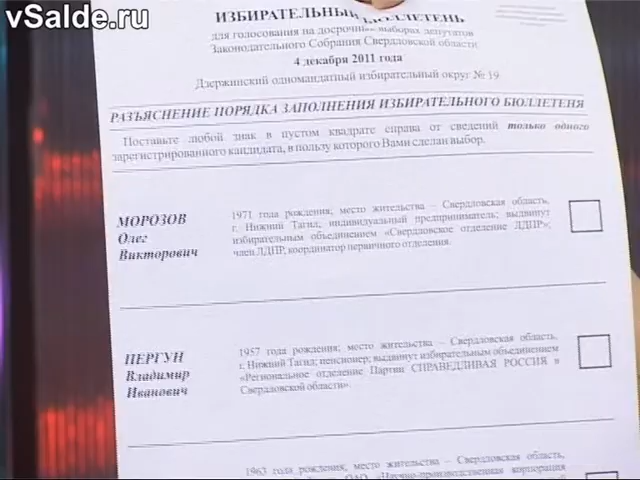 vSalde.ru
ИЗБИРАТЕЛЬНЫЙ БЮЛЛЕТЕНЬ
для голосования на досрочных выборах депутатов
Законодательного Собрания Свердловской области
4 декабря 2011 года
Дзержинский одномандатный избирательный округ № 19
РАЗЪЯСНЕНИЕ ПОРЯДКА ЗАПОЛНЕНИЯ ИЗБИРАТЕЛЬНОГО БЮЛЛЕТЕНЯ
Поставьте любой знак в пустом квадрате справа от сведений только одного
зарегистрированного кандидата, в пользу которого Вами сделан выбор.
МОРОЗОВ
Олег
Викторович
1971 года рождения; место жительства – Свердловская область,
г. Нижний Тагил; индивидуальный предприниматель; выдвинут
избирательным объединением «Свердловское отделение ЛДПР»;
член ЛДПР, координатор первичного отделения.
ПЕРГУН
Владимир
Иванович
1957 года рождения; место жительства – Свердловская область,
г. Нижний Тагил; пенсионер; выдвинут избирательным объединением
«Региональное отделение Партии СПРАВЕДЛИВАЯ РОССИЯ в
Свердловской области».
1963 года рождения; место жительства – Свердловская область,
ОАО «Научно-производственная корпорация